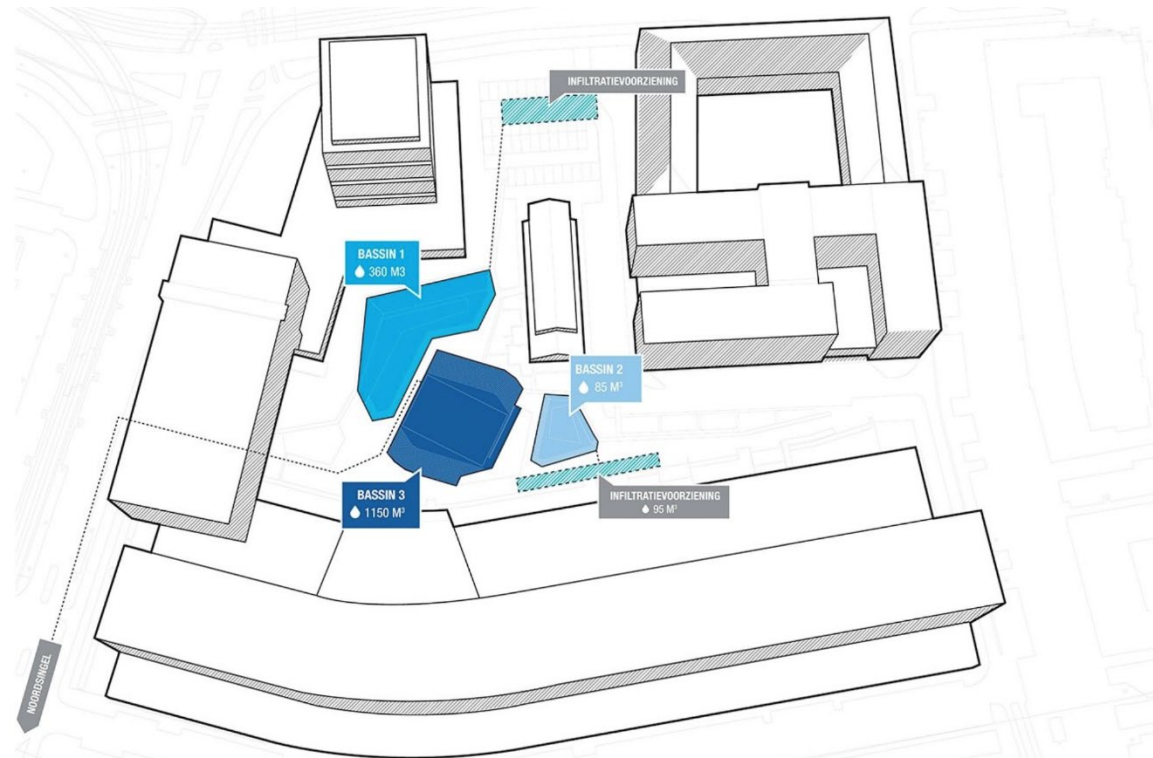 INFILTRATIEVOORZIENING
BASSIN 1
360 M3
BASSIN 2
85 M³
BASSIN 3
1150 M³
INFILTRATIEVOORZIENING
95 M³
NOORDSINGEL